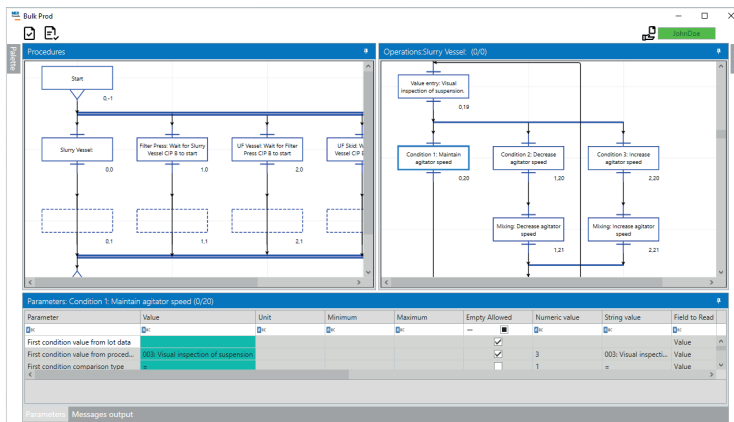 Bulk Prod
JohnDoe
Palette
Procedures
Start
0,-1
Slurry Vessel:
0,0
Filter Press: Wait for Slurry
Vessel CIP B to start
1,0
UF Vessel: Wait for Filter
Press CIP B to start
2,0
UF Skid: W
Vessel CIP E
0,1
1,1
2,1
Operations:Slurry Vessel: (0/0)
Value entry: Visual
inspection of suspension.
0,19
Condition 1: Maintain
agitator speed
0,20
Condition 2: Decrease
agitator speed
1,20
Condition 3: Increase
agitator speed
2,20
Mixing: Decrease agitator
speed
1,21
Mixing: Increase agitator
speed
2,21
Parameters: Condition 1: Maintain agitator speed (0/20)
Parameter Value Unit Minimum Maximum Empty Allowed Numeric value String value Field to Read
First condition value from lot data Value
First condition value from proced... 003: Visual inspection of suspension 3 003: Visual inspecti... Value
First condition comparison type = 1 = Value
Parameters Messages output